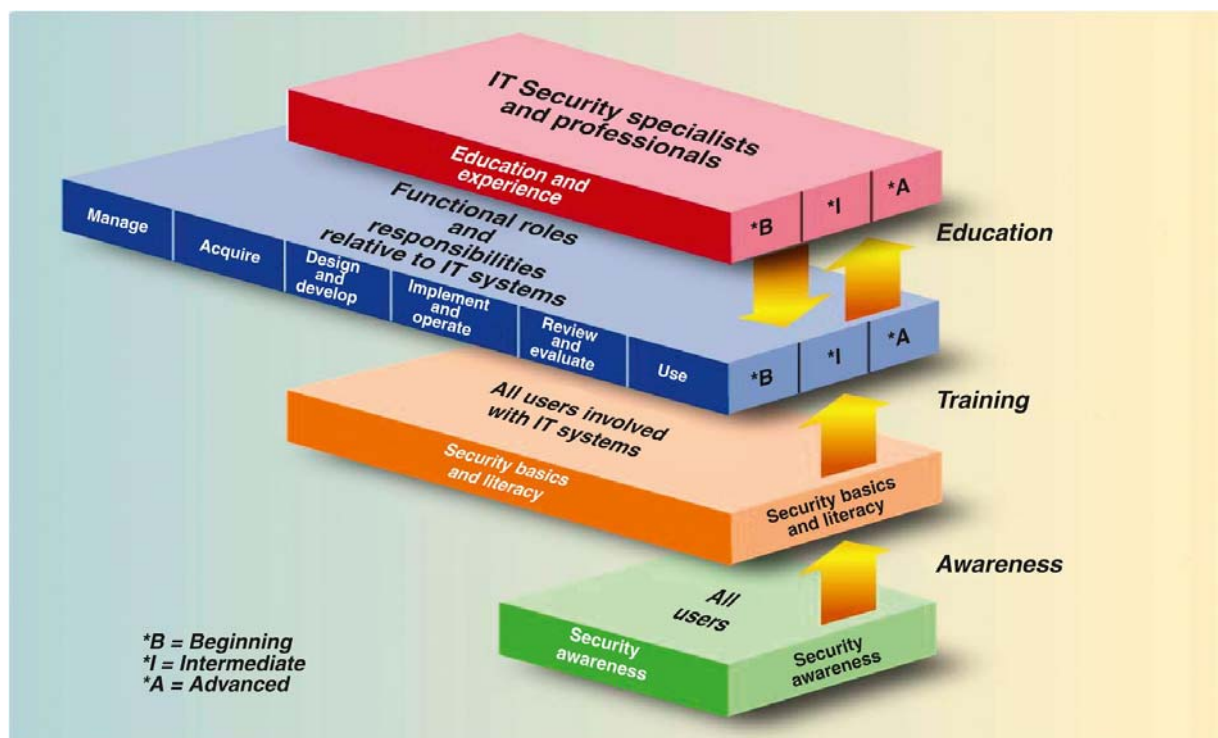 IT Security specialists
and professionals
Education and
experience
*B
*I
*A
Education
Functional roles
and
responsibilities
relative to IT systems
Manage
Acquire
Design
and
develop
Implement
and
operate
Review
and
evaluate
Use
*B
*I
*A
Training
All users involved
with IT systems
Security basics
and literacy
Security basics
and literacy
Awareness
All
users
Security
awareness
Security
awareness
*B = Beginning
*I = Intermediate
*A = Advanced